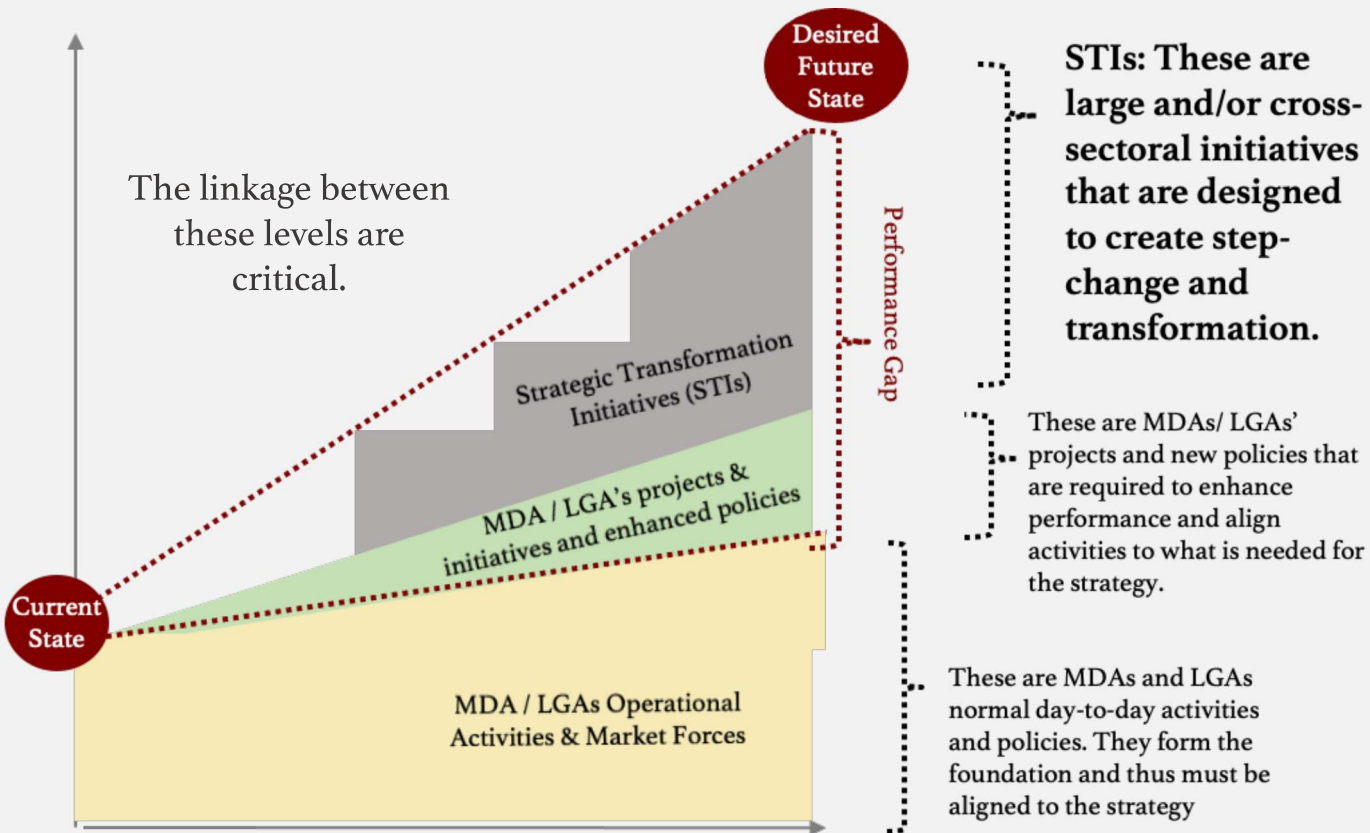 Desired
Future
State
STIs: These are
large and/or cross-
sectoral initiatives
that are designed
to create step-
change and
transformation.
The linkage between
these levels are
critical.
Performance Gap
Strategic Transformation
Initiatives (STIs)
These are MDAs/ LGAs’
projects and new policies that
are required to enhance
performance and align
activities to what is needed for
the strategy.
MDA / LGA’s projects &
initiatives and enhanced policies
Current
State
MDA / LGAs Operational
Activities & Market Forces
These are MDAs and LGAs
normal day-to-day activities
and policies. They form the
foundation and thus must be
aligned to the strategy